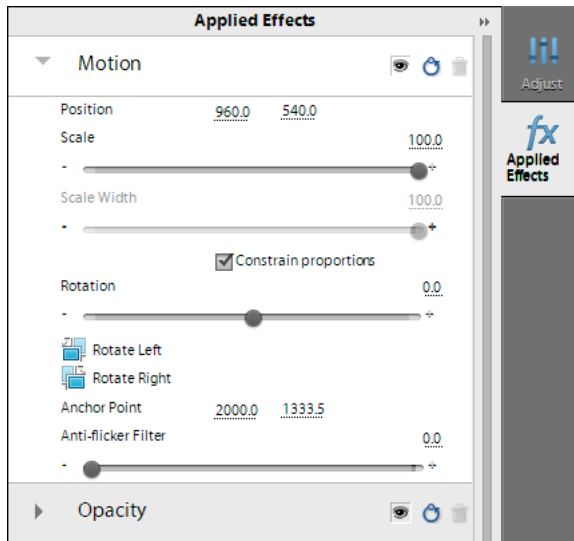 Applied Effects
Motion
Adjust
Position 960.0 540.0
fx
Scale 100.0
Applied
Effects
- +
Scale Width 100.0
- +
Constrain proportions
Rotation 0.0
- +
Rotate Left
Rotate Right
Anchor Point 2000.0 1333.5
Anti-flicker Filter 0.0
- +
Opacity